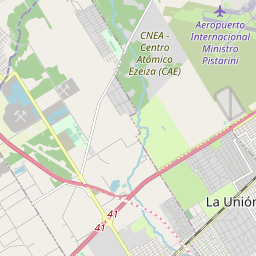 Aeropuerto
Internacional
Ministro
Pistarini
CNEA -
Centro
Atómico
Ezeiza (CAE)
La Unión
41
41